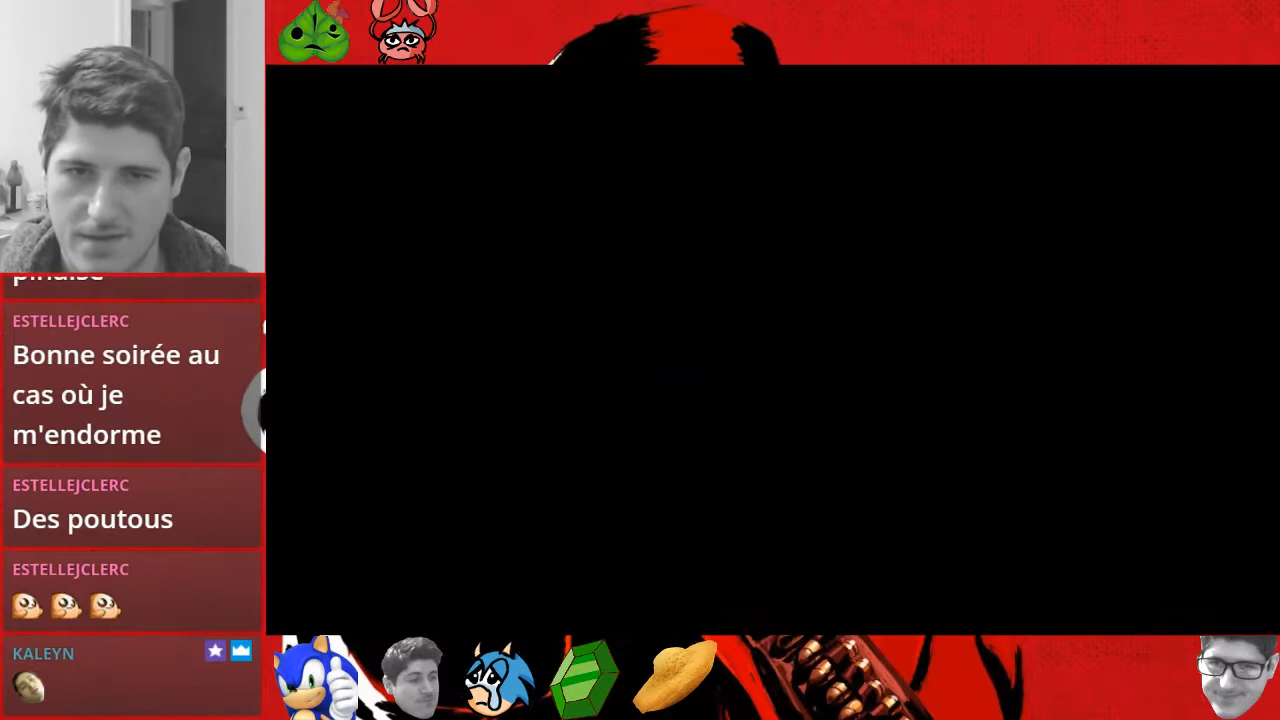 ESTELLEJCLERC
Bonne soirée au
cas où je
m'endorme
ESTELLEJCLERC
Des poutous
ESTELLEJCLERC
KALEYN